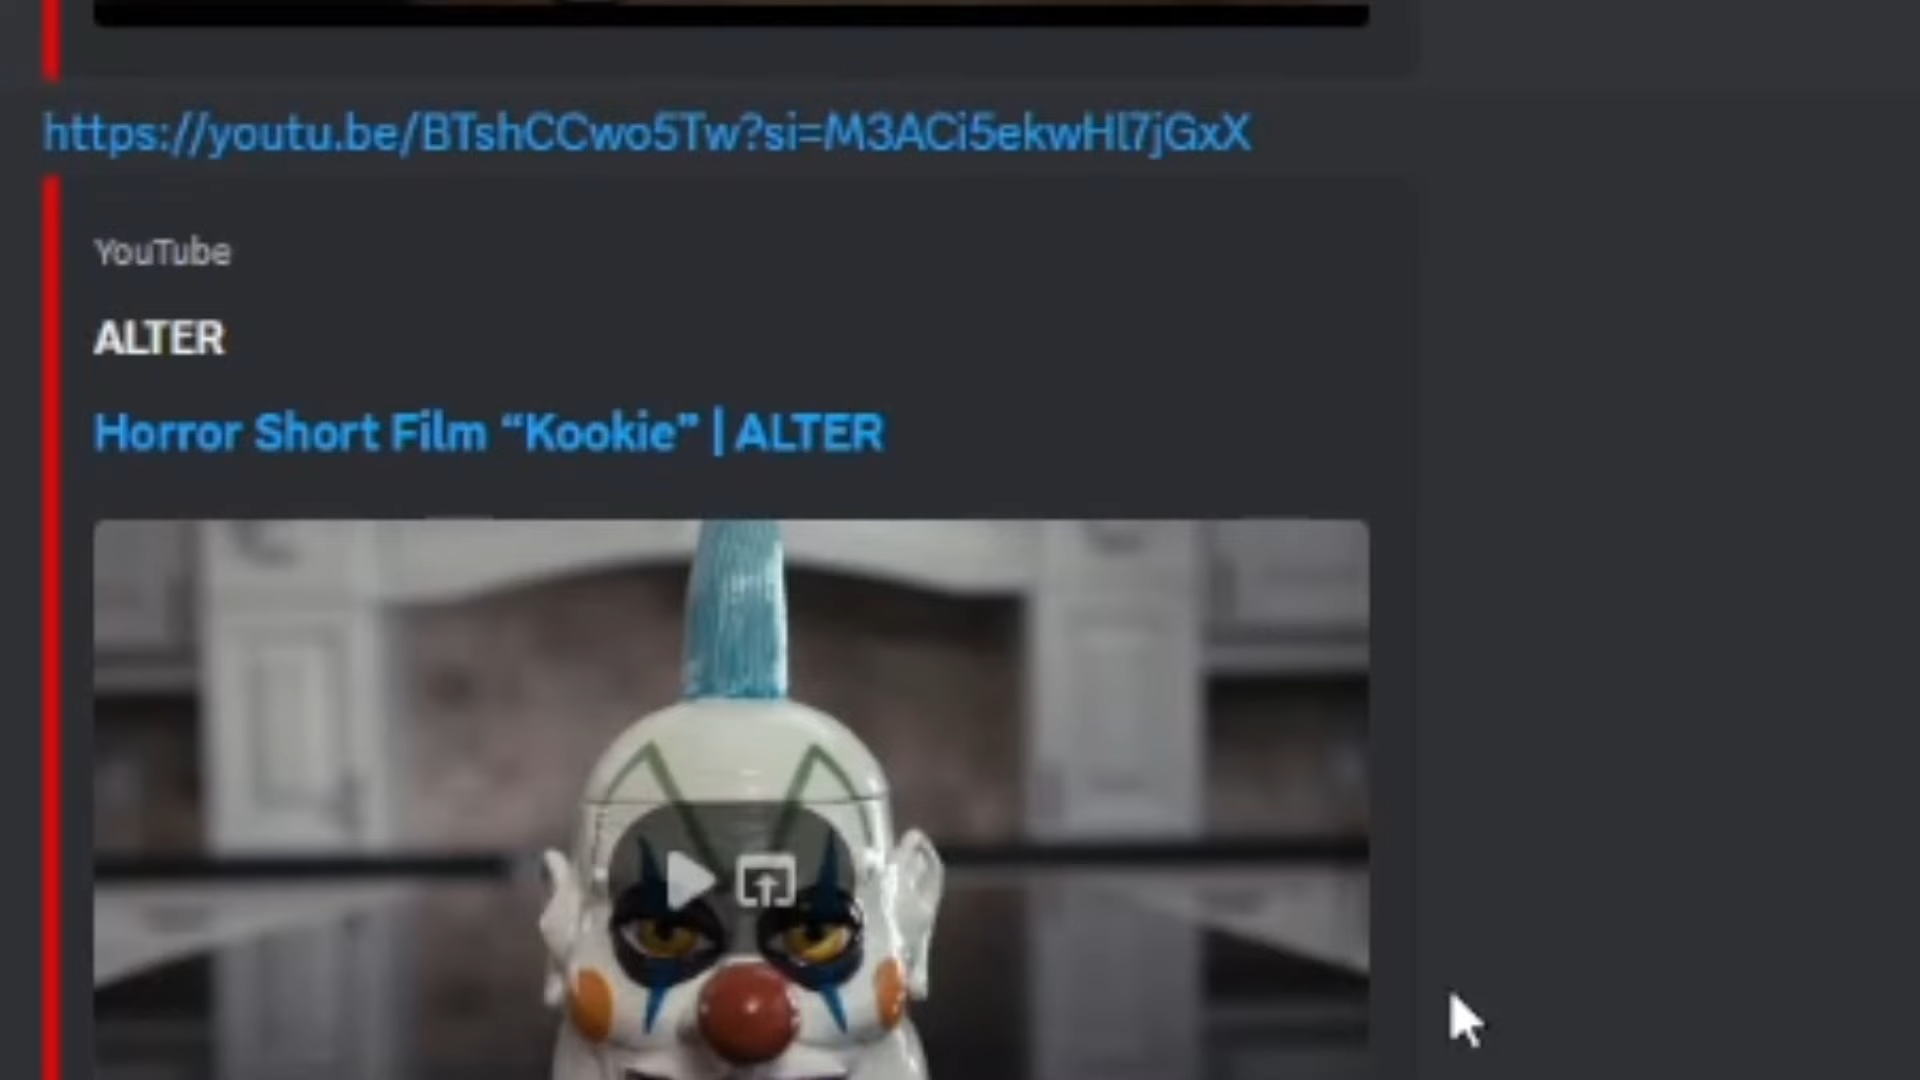 https://youtu.be/BTshCCwo5Tw?si=M3ACi5ekwHl7jGxX
YouTube
ALTER
Horror Short Film “Kookie” | ALTER